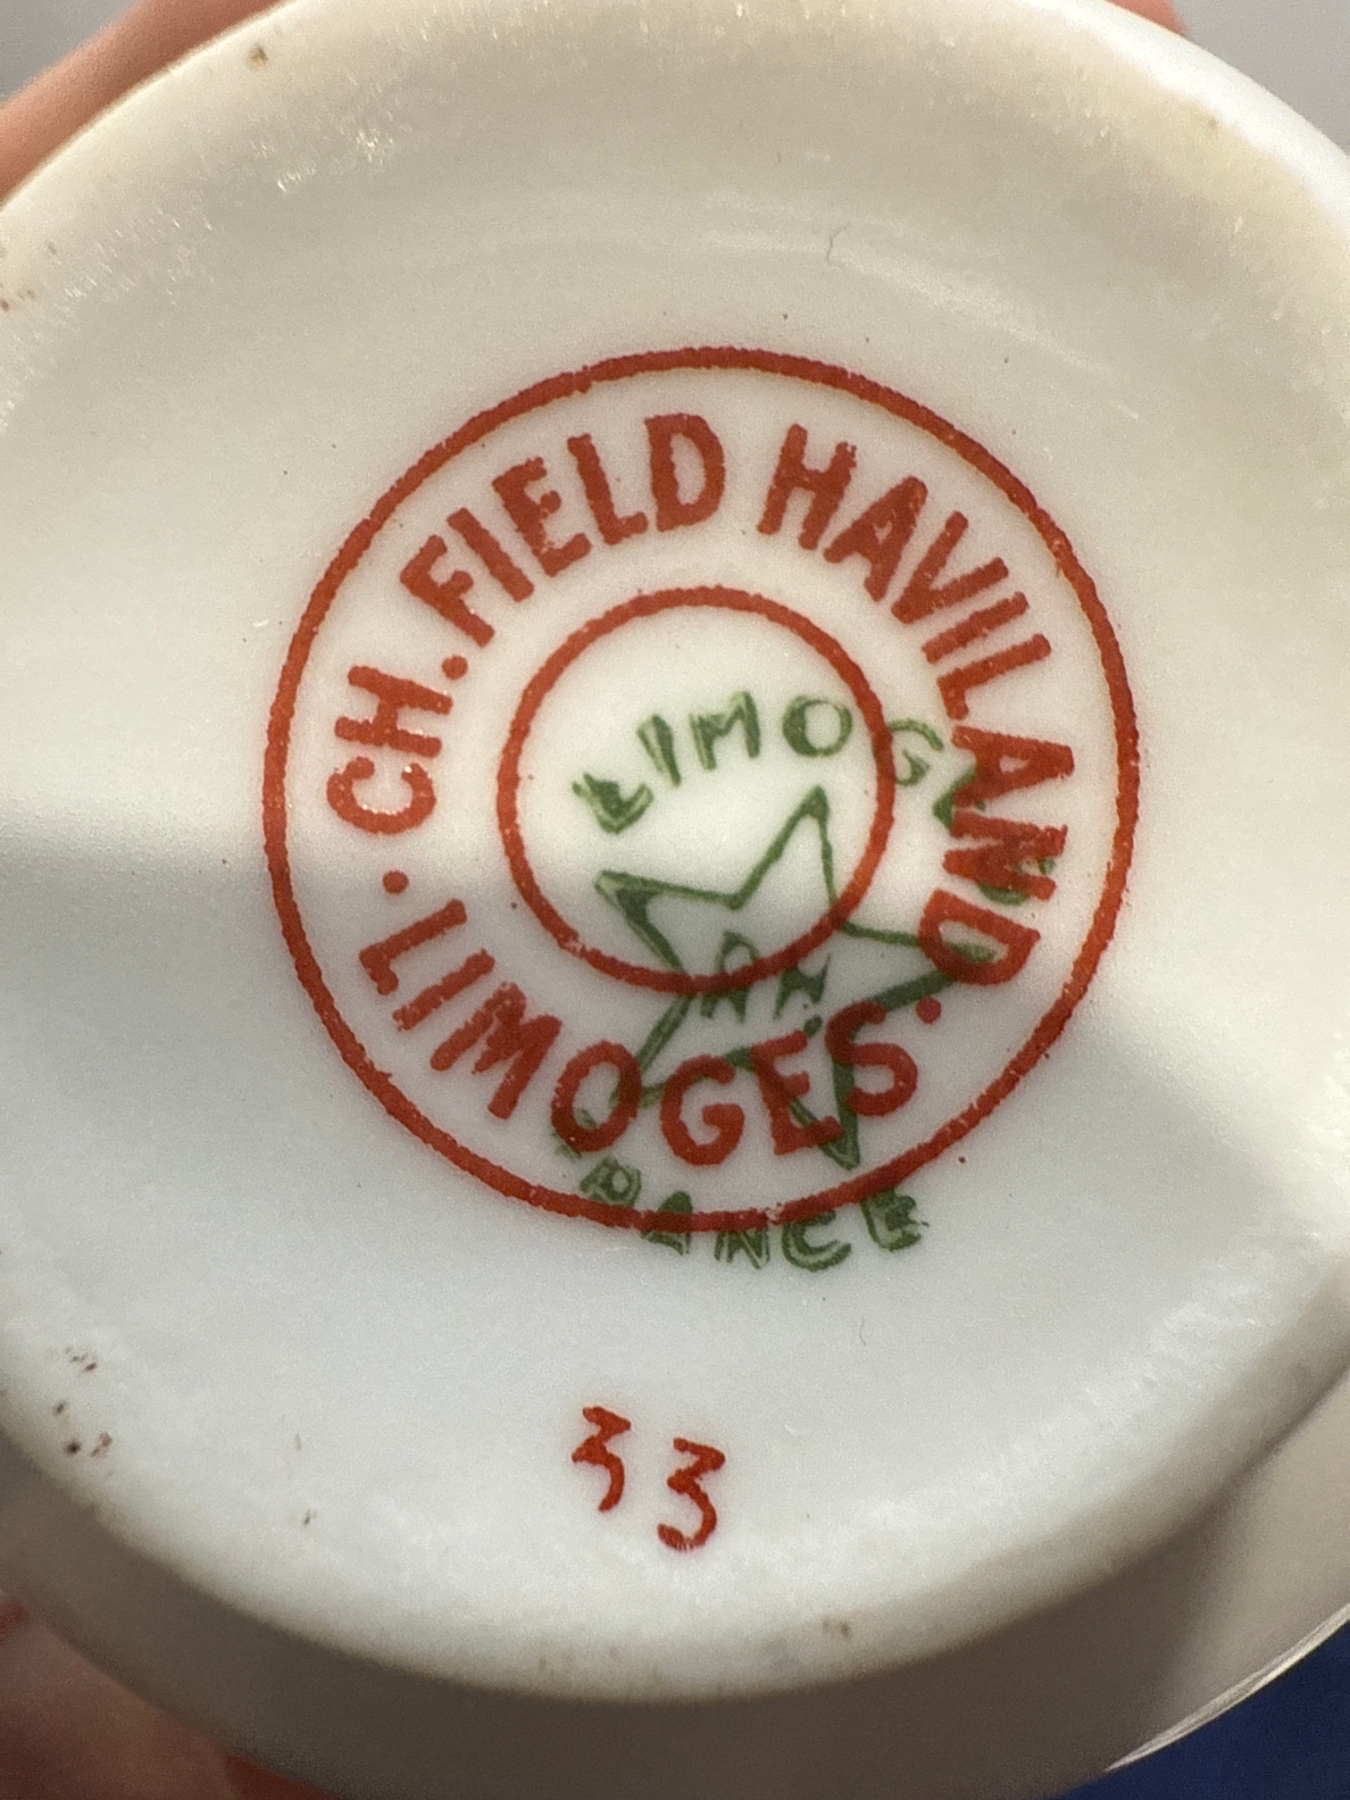 CH. FIELD HAVILAND
· LIMOGES ·
LIMOGES
FRANCE
33